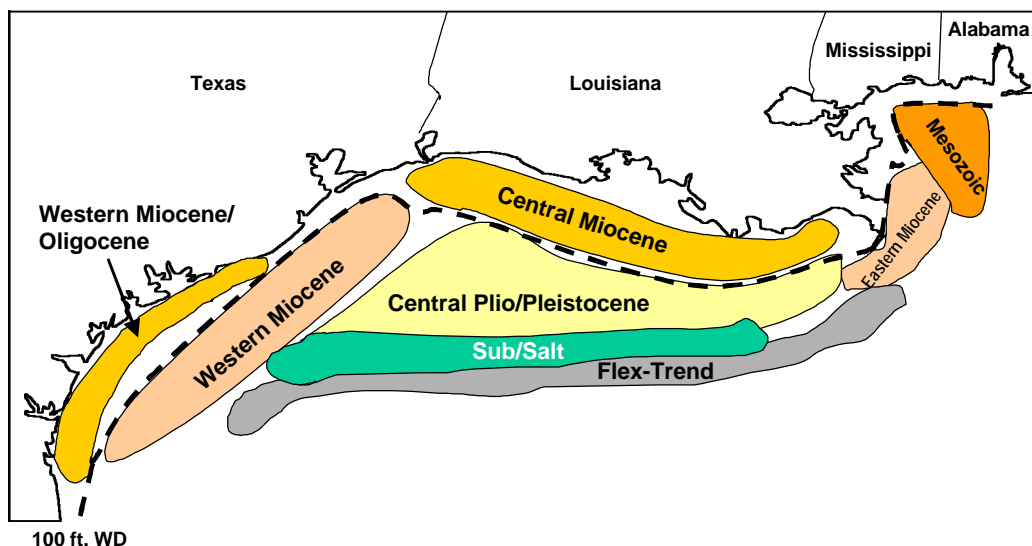 Alabama
Mississippi
Texas
Louisiana
Mesozoic
Western Miocene/
Oligocene
Central Miocene
Eastern Miocene
Western Miocene
Central Plio/Pleistocene
Sub/Salt
Flex-Trend
100 ft. WD